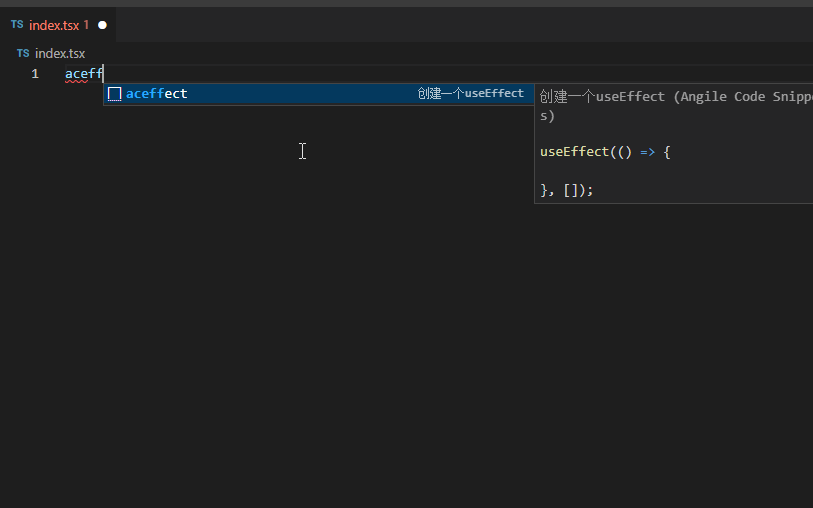 TS index.tsx 1
TS index.tsx
1 aceff
aceffect 创建一个useEffect
创建一个useEffect (Angile Code Snipp
s)
useEffect(() => {
}, []);